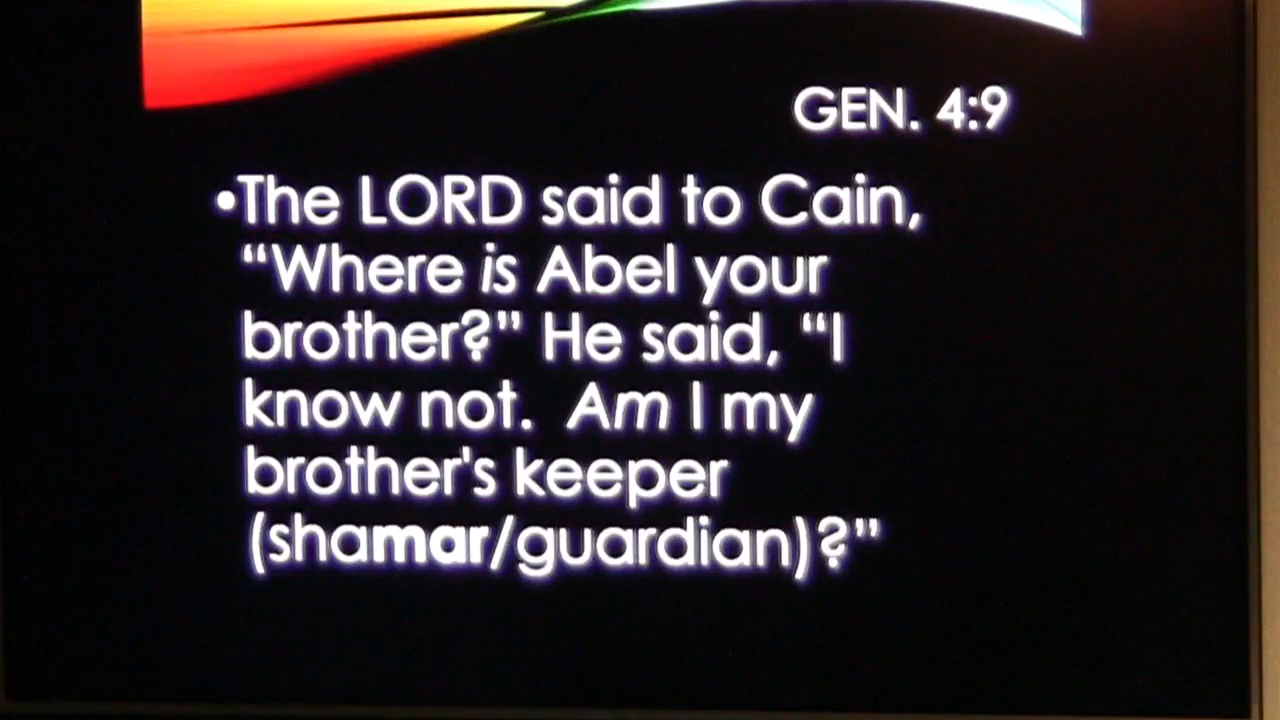 GEN. 4:9
•The LORD said to Cain,
“Where is Abel your
brother?” He said, “I
know not.  Am I my
brother's keeper
(shamar/guardian)?”